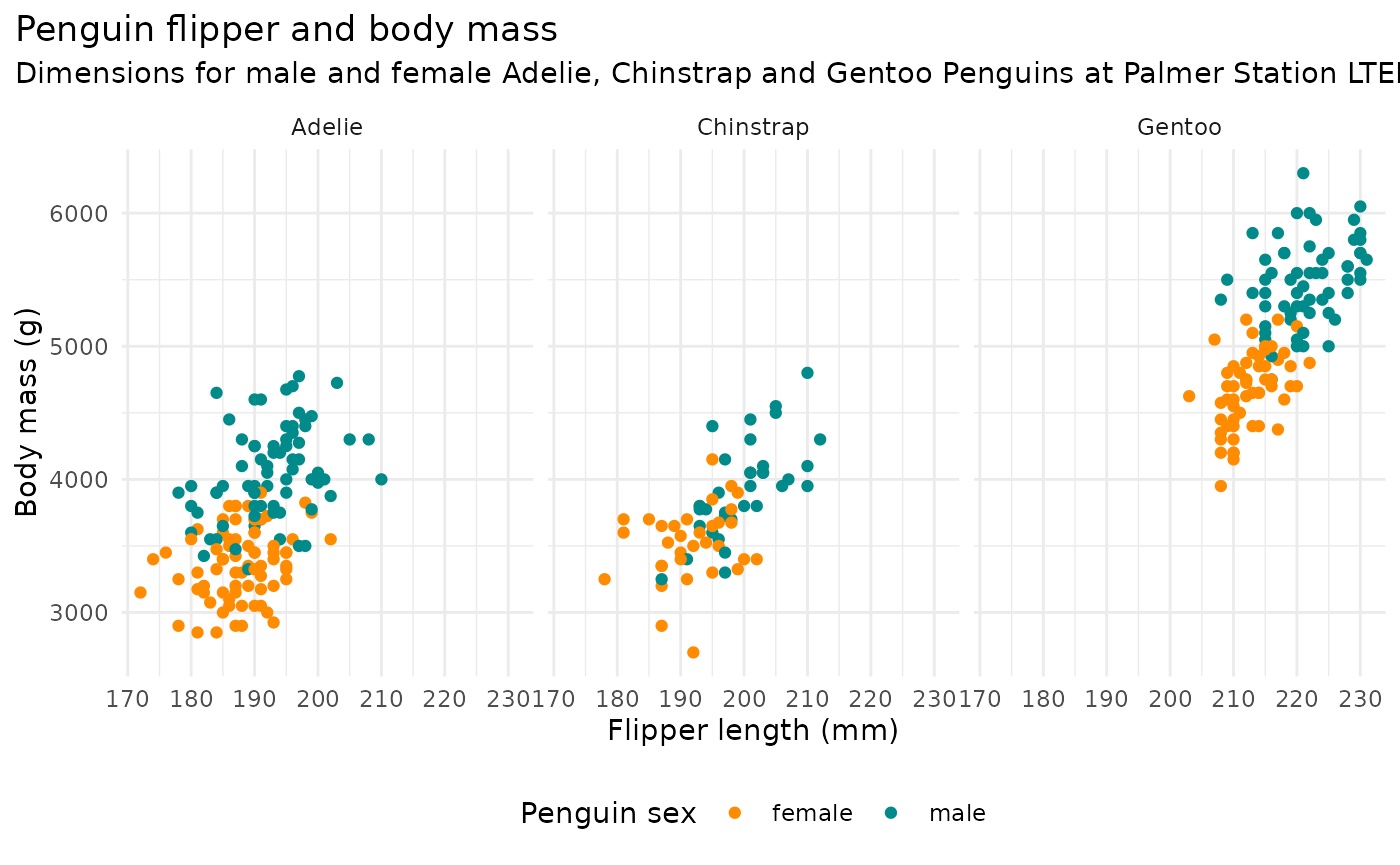 Penguin flipper and body mass
Dimensions for male and female Adelie, Chinstrap and Gentoo Penguins at Palmer Station
Adelie Chinstrap Gentoo
6000
5000
4000
3000
Body mass (g)
170 180 190 200 210 220 230 170 180 190 200 210 220 230 170 180 190 200 210 220 230
Flipper length (mm)
Penguin sex female male